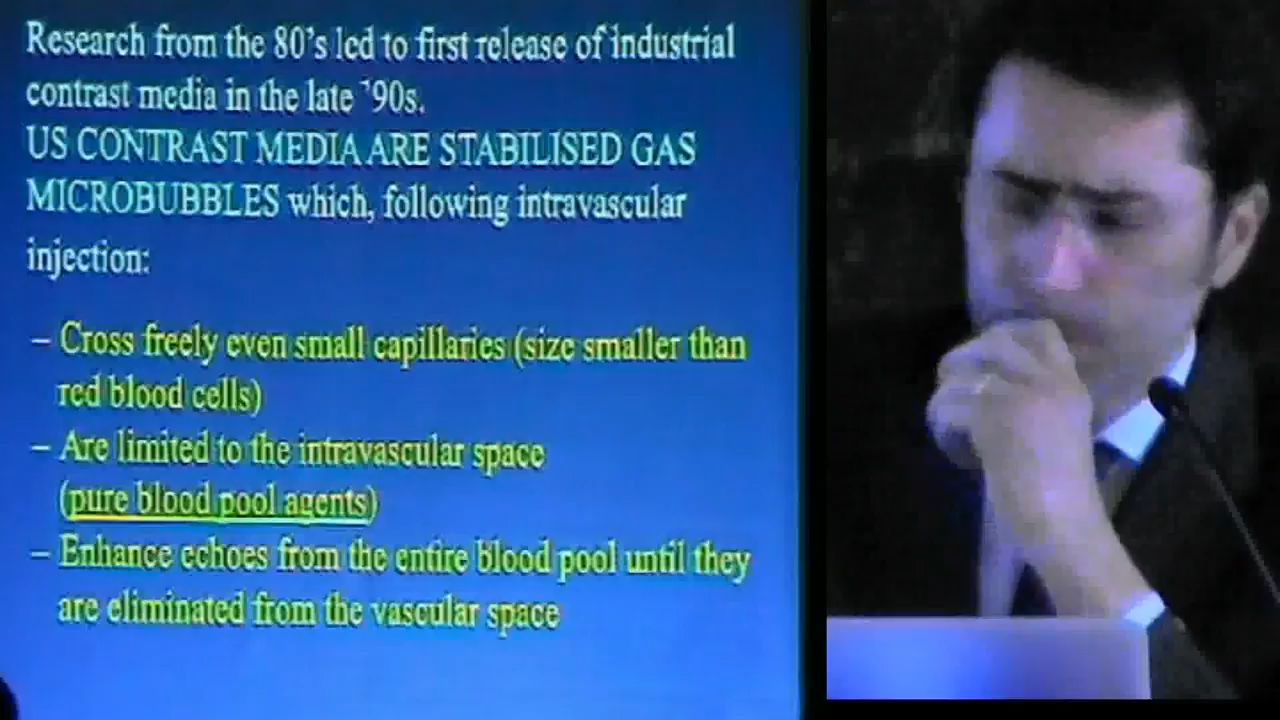 Research from the 80's led to first release of industrial
contrast media in the late '90s.
US CONTRAST MEDIA ARE STABILISED GAS
MICROBUBBLES which, following intravascular
injection:
– Cross freely even small capillaries (size smaller than
red blood cells)
– Are limited to the intravascular space
(pure blood pool agents)
– Enhance echoes from the entire blood pool until they
are eliminated from the vascular space